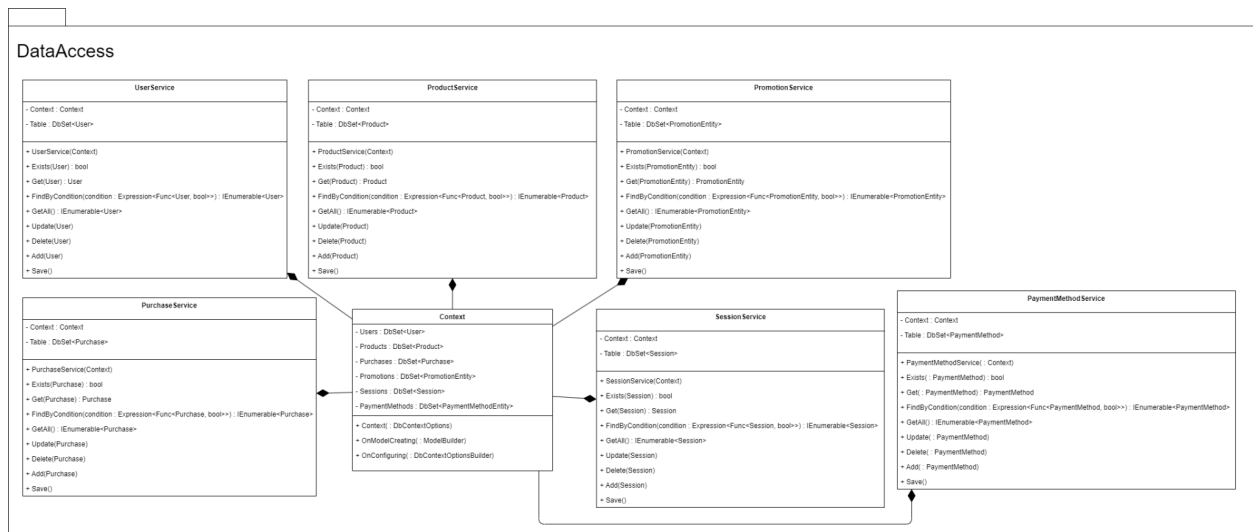 DataAccess
UserService
- Context : Context
- Table : DbSet<User>
+ UserService(Context)
+ Exists(User) : bool
+ Get(User) : User
+ FindByCondition(condition : Expression<Func<User, bool>>) : IEnumerable<User>
+ GetAll() : IEnumerable<User>
+ Update(User)
+ Delete(User)
+ Add(User)
+ Save()
ProductService
- Context : Context
- Table : DbSet<Product>
+ ProductService(Context)
+ Exists(Product) : bool
+ Get(Product) : Product
+ FindByCondition(condition : Expression<Func<Product, bool>>) : IEnumerable<Product>
+ GetAll() : IEnumerable<Product>
+ Update(Product)
+ Delete(Product)
+ Add(Product)
+ Save()
PromotionService
- Context : Context
- Table : DbSet<PromotionEntity>
+ PromotionService(Context)
+ Exists(PromotionEntity) : bool
+ Get(PromotionEntity) : PromotionEntity
+ FindByCondition(condition : Expression<Func<PromotionEntity, bool>>) : IEnumerable<PromotionEntity>
+ GetAll() : IEnumerable<PromotionEntity>
+ Update(PromotionEntity)
+ Delete(PromotionEntity)
+ Add(PromotionEntity)
+ Save()
PurchaseService
- Context : Context
- Table : DbSet<Purchase>
+ PurchaseService(Context)
+ Exists(Purchase) : bool
+ Get(Purchase) : Purchase
+ FindByCondition(condition : Expression<Func<Purchase, bool>>) : IEnumerable<Purchase>
+ GetAll() : IEnumerable<Purchase>
+ Update(Purchase)
+ Delete(Purchase)
+ Add(Purchase)
+ Save()
Context
- Users : DbSet<User>
- Products : DbSet<Product>
- Purchases : DbSet<Purchase>
- Promotions : DbSet<PromotionEntity>
- Sessions : DbSet<Session>
- PaymentMethods : DbSet<PaymentMethodEntity>
+ Context( : DbContextOptions)
+ OnModelCreating( : ModelBuilder)
+ OnConfiguring( : DbContextOptionsBuilder)
SessionService
- Context : Context
- Table : DbSet<Session>
+ SessionService(Context)
+ Exists(Session) : bool
+ Get(Session) : Session
+ FindByCondition(condition : Expression<Func<Session, bool>>) : IEnumerable<Session>
+ GetAll() : IEnumerable<Session>
+ Update(Session)
+ Delete(Session)
+ Add(Session)
+ Save()
PaymentMethodService
- Context : Context
- Table : DbSet<PaymentMethod>
+ PaymentMethodService( : Context)
+ Exists( : PaymentMethod) : bool
+ Get( : PaymentMethod) : PaymentMethod
+ FindByCondition(condition : Expression<Func<PaymentMethod, bool>>) : IEnumerable<PaymentMethod>
+ GetAll() : IEnumerable<PaymentMethod>
+ Update( : PaymentMethod)
+ Delete( : PaymentMethod)
+ Add( : PaymentMethod)
+ Save()